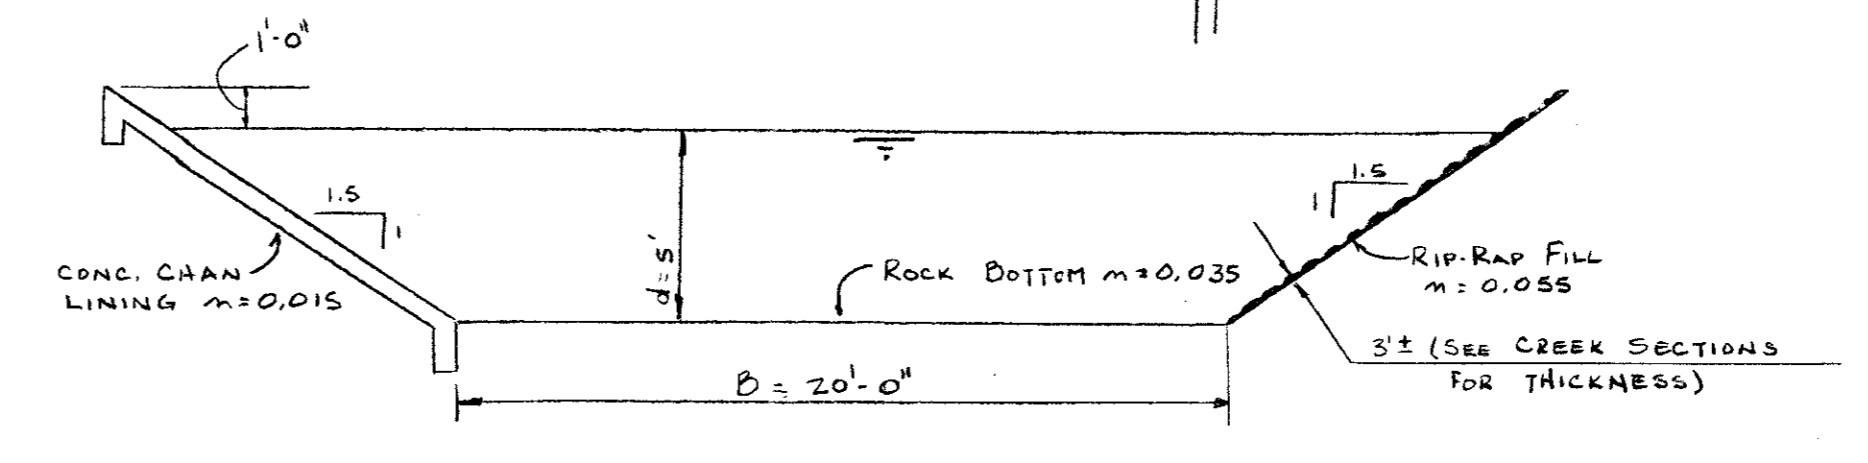 1'-0"
1.5
1
1.5
1
CONC. CHAN
LINING n=0.015
d=5'
ROCK BOTTOM n=0.035
RIP-RAP FILL
n=0.055
3'± (SEE CREEK SECTIONS
FOR THICKNESS)
B = 20'-0"